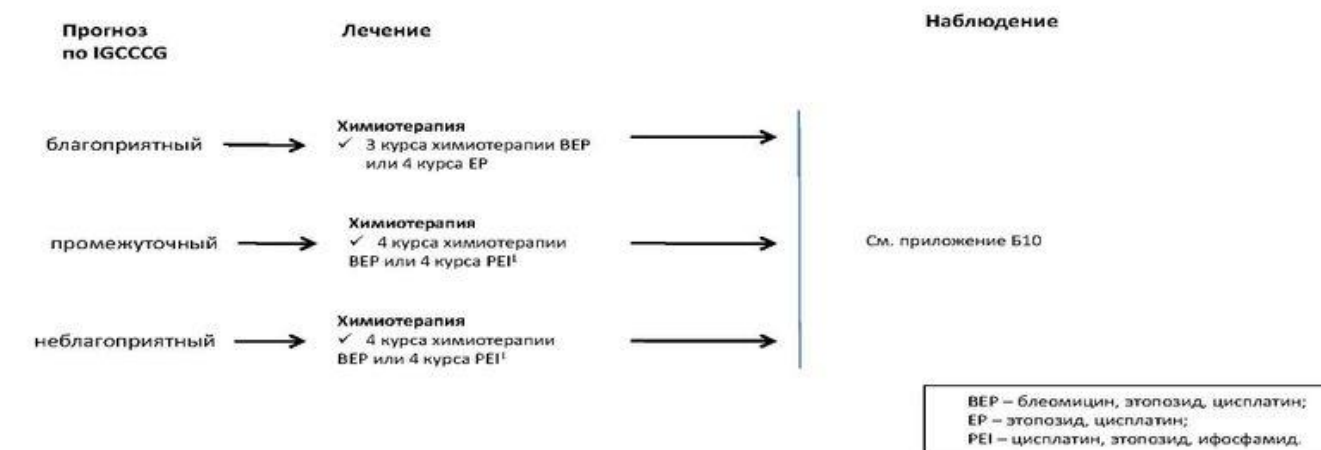 Прогноз
по IGCCCG
Лечение
Наблюдение
благоприятный
Химиотерапия
✓ 3 курса химиотерапии BEP
или 4 курса EP
промежуточный
Химиотерапия
✓ 4 курса химиотерапии
BEP или 4 курса PEI¹
См. приложение Б10
неблагоприятный
Химиотерапия
✓ 4 курса химиотерапии
BEP или 4 курса PEI¹
BEP – блеомицин, этопозид, цисплатин;
EP – этопозид, цисплатин;
PEI – цисплатин, этопозид, ифосфамид.